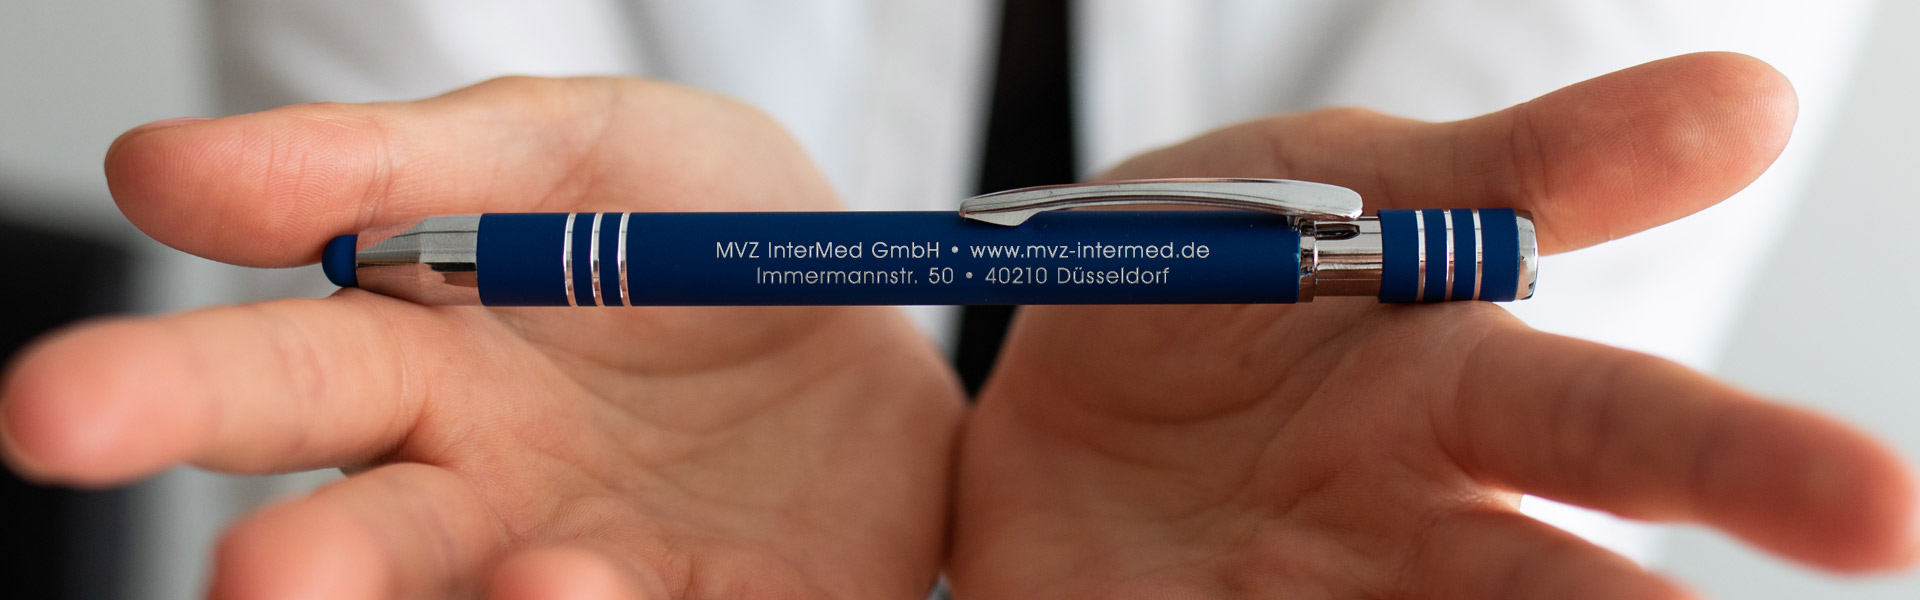 MVZ InterMed GmbH • www.mvz-intermed.de
Immermannstr. 50 • 40210 Düsseldorf